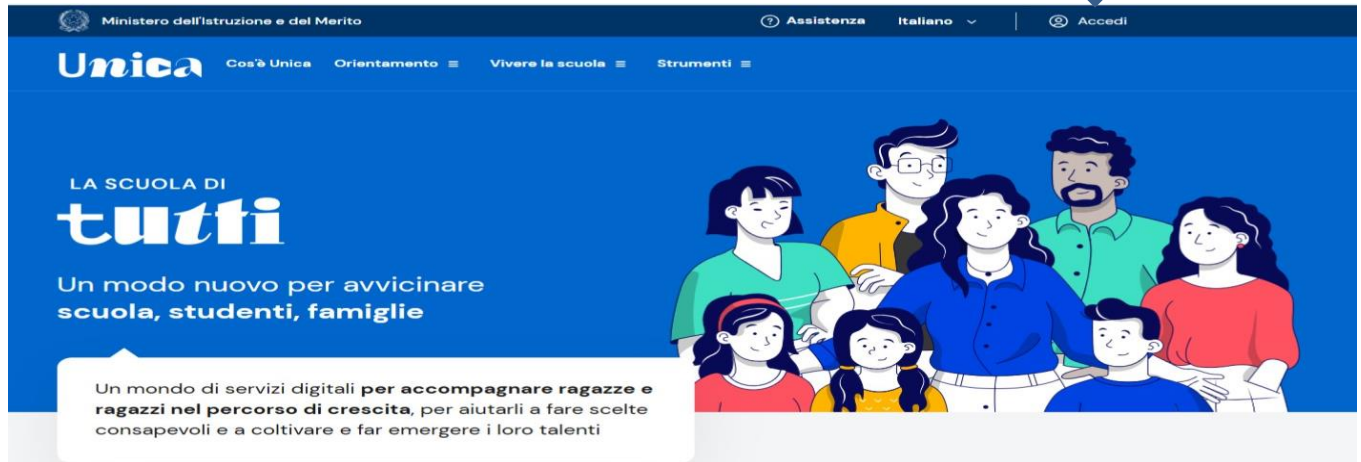 Ministero dell'Istruzione e del Merito
Assistenza Italiano Accedi
Unica Cos'è Unica Orientamento Vivere la scuola Strumenti
LA SCUOLA DI
tutti
Un modo nuovo per avvicinare
scuola, studenti, famiglie
Un mondo di servizi digitali per accompagnare ragazze e
ragazzi nel percorso di crescita, per aiutarli a fare scelte
consapevoli e a coltivare e far emergere i loro talenti